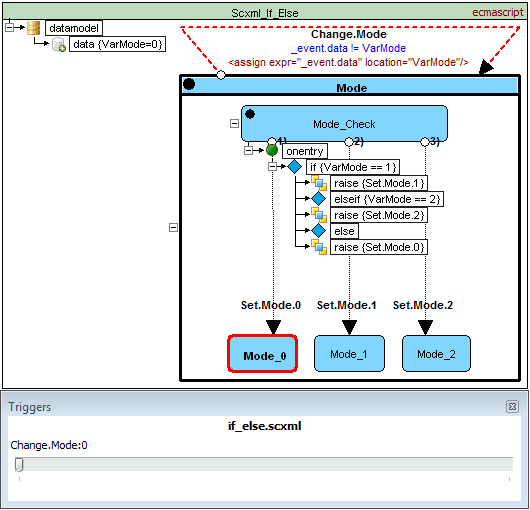 Scxml_If_Else
ecmascript
datamodel
data {VarMode=0}
Change.Mode
_event.data != VarMode
<assign expr="_event.data" location="VarMode"/>
Mode
Mode_Check
1) 2) 3)
onentry
if {VarMode == 1}
raise {Set.Mode.1}
elseif {VarMode == 2}
raise {Set.Mode.2}
else
raise {Set.Mode.0}
Set.Mode.0 Set.Mode.1 Set.Mode.2
Mode_0 Mode_1 Mode_2
Triggers
if_else.scxml
Change.Mode:0